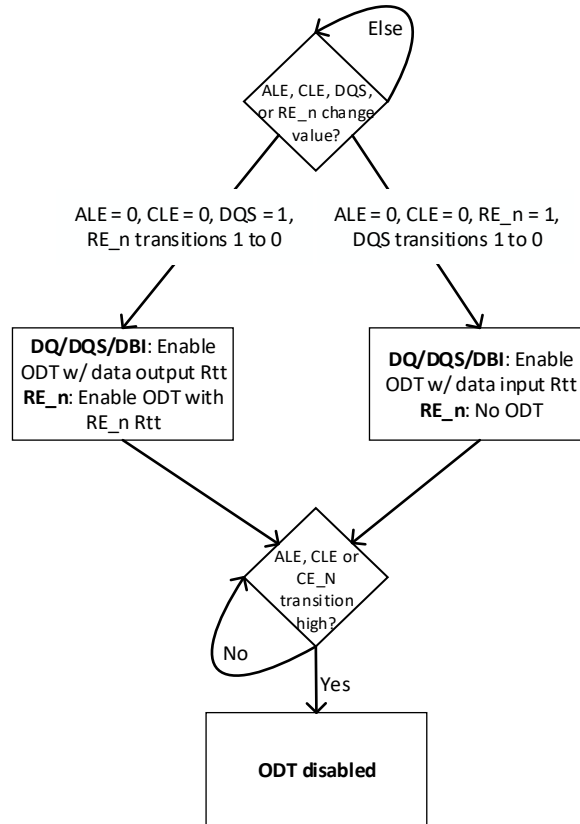 Else
ALE, CLE, DQS,
or RE_n change
value?
ALE = 0, CLE = 0, DQS = 1,
RE_n transitions 1 to 0
ALE = 0, CLE = 0, RE_n = 1,
DQS transitions 1 to 0
DQ/DQS/DBI: Enable
ODT w/ data output Rtt
RE_n: Enable ODT with
RE_n Rtt
DQ/DQS/DBI: Enable
ODT w/ data input Rtt
RE_n: No ODT
ALE, CLE or
CE_N
transition
high?
No
Yes
ODT disabled